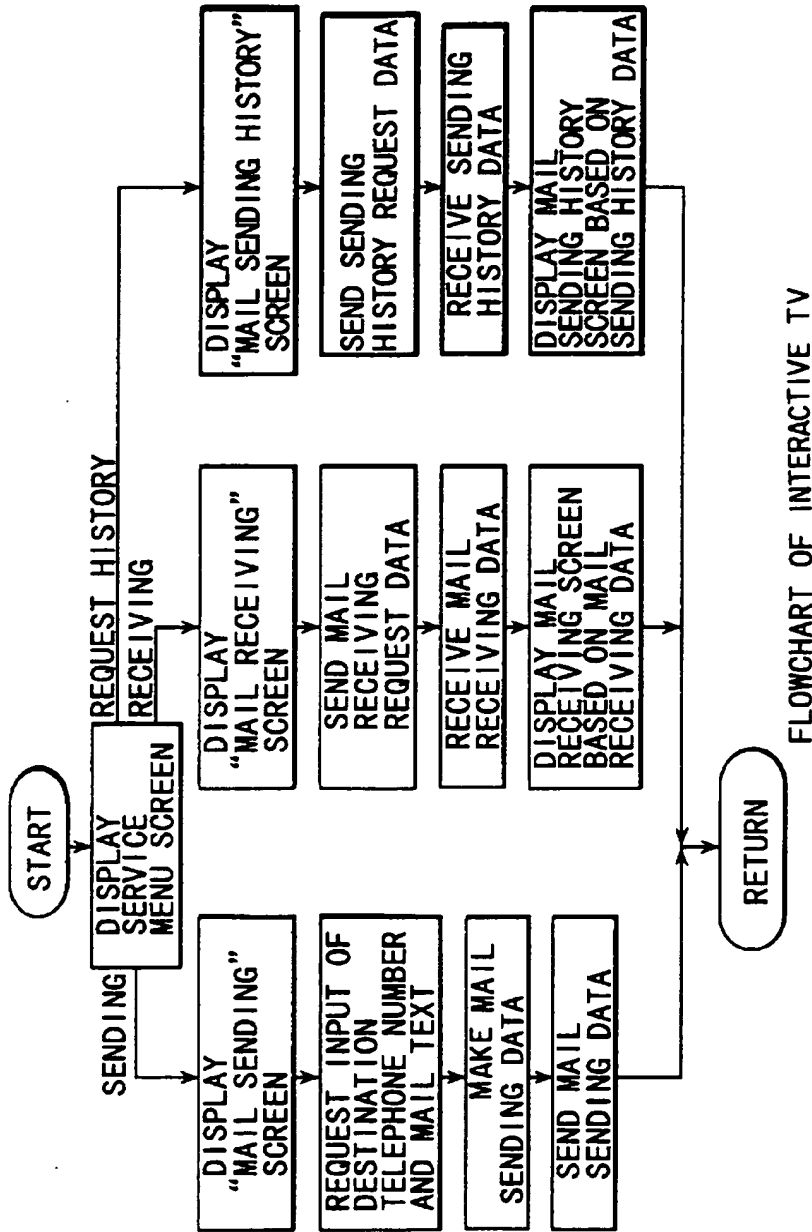 START
DISPLAY
SERVICE
MENU SCREEN
SENDING
REQUEST HISTORY
RECEIVING
DISPLAY
“MAIL SENDING”
SCREEN
REQUEST INPUT OF
DESTINATION
TELEPHONE NUMBER
AND MAIL TEXT
MAKE MAIL
SENDING DATA
SEND MAIL
SENDING DATA
DISPLAY
“MAIL RECEIVING”
SCREEN
SEND MAIL
RECEIVING
REQUEST DATA
RECEIVE MAIL
RECEIVING DATA
DISPLAY MAIL
RECEIVING SCREEN
BASED ON MAIL
RECEIVING DATA
DISPLAY
“MAIL SENDING HISTORY”
SCREEN
SEND SENDING
HISTORY REQUEST DATA
RECEIVE SENDING
HISTORY DATA
DISPLAY MAIL
SENDING HISTORY
SCREEN BASED ON
SENDING HISTORY DATA
RETURN
FLOWCHART OF INTERACTIVE TV